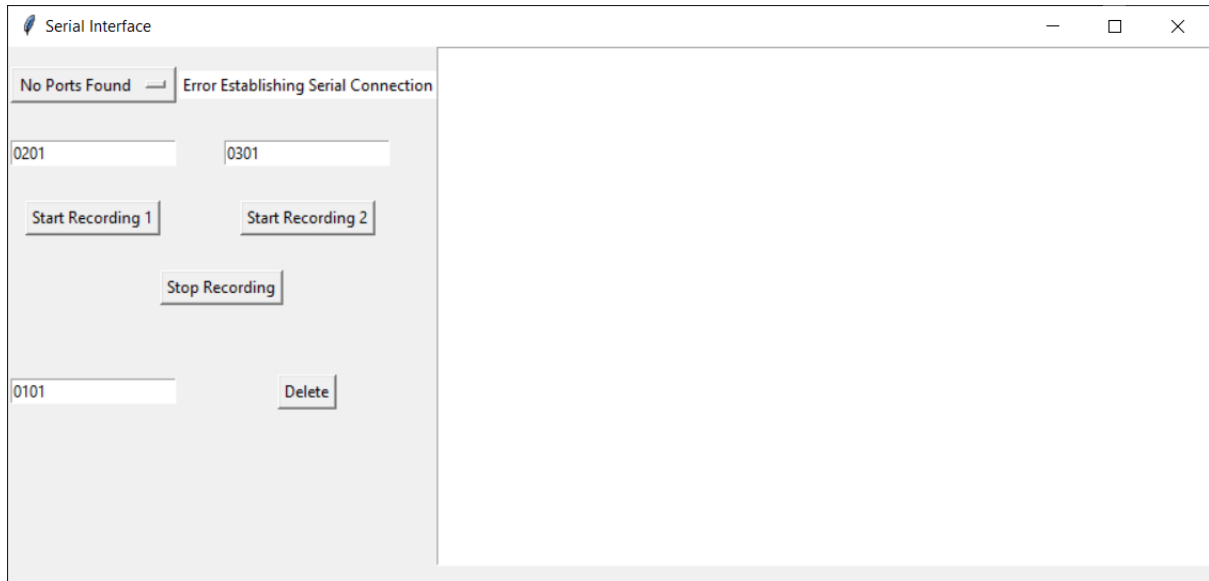 Serial Interface
No Ports Found Error Establishing Serial Connection
0201 0301
Start Recording 1 Start Recording 2
Stop Recording
0101 Delete